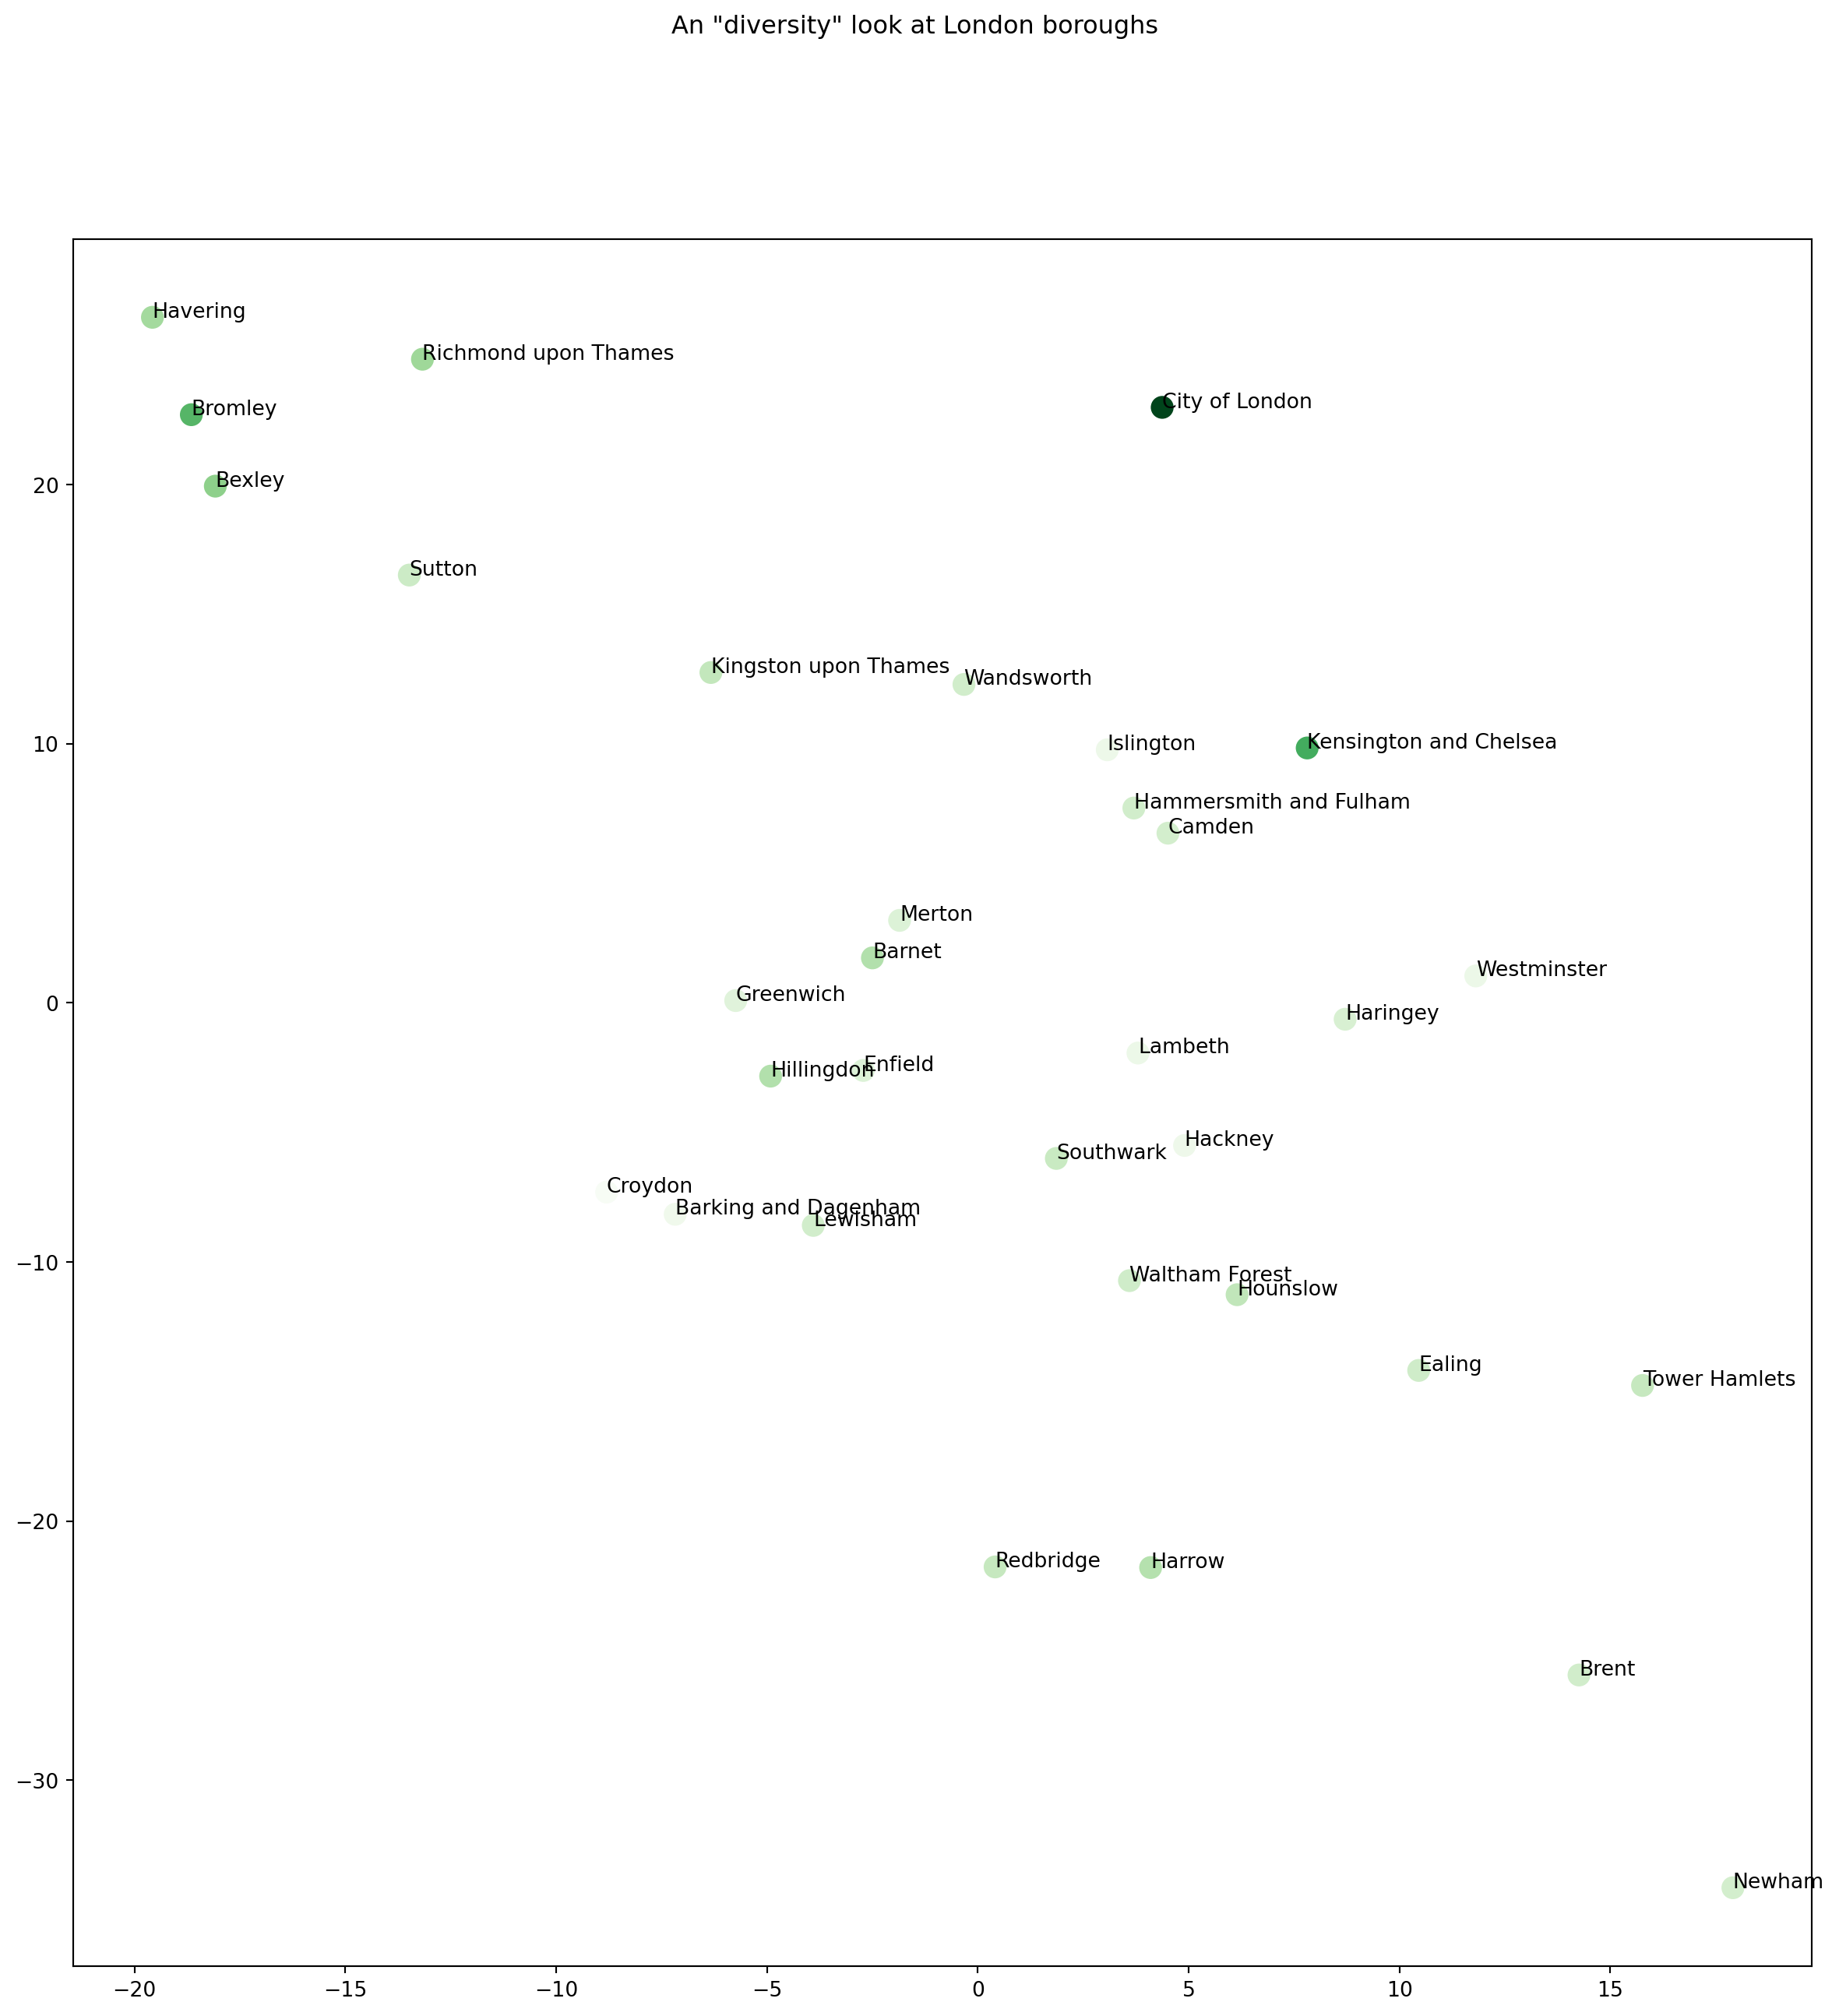 An "diversity" look at London boroughs
Havering
Richmond upon Thames
City of London
Bromley
20
Bexley
Sutton
Kingston upon Thames
Wandsworth
10
Islington
Kensington and Chelsea
Hammersmith and Fulham
Camden
Merton
Barnet
Westminster
0
Greenwich
Haringey
Lambeth
Hillingdon
Enfield
Hackney
Southwark
Croydon
Barking and Dagenham
Lewisham
−10
Waltham Forest
Hounslow
Ealing
Tower Hamlets
−20
Redbridge
Harrow
Brent
−30
Newham
−20 −15 −10 −5 0 5 10 15